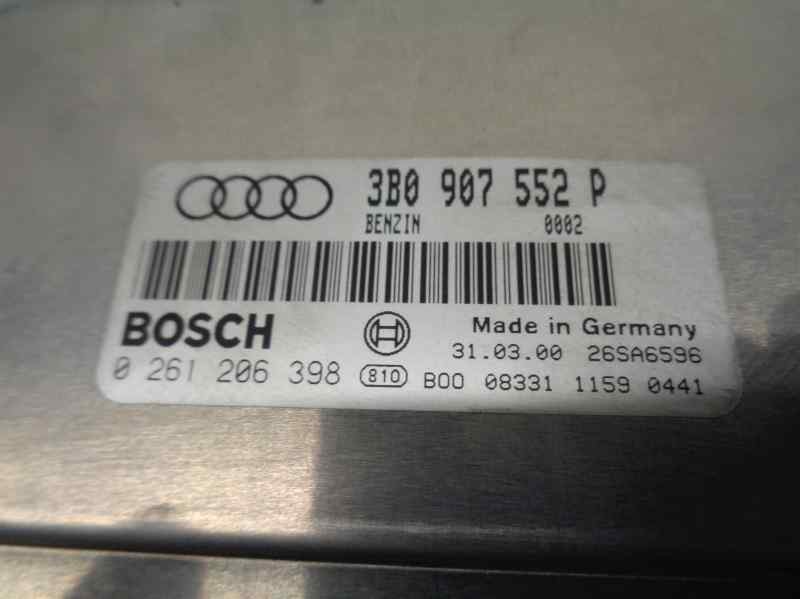 3B0 907 552 P
BENZIN 0002
BOSCH
Made in Germany
31.03.00 26SA6596
0 261 206 398 810 B00 08331 1159 0441